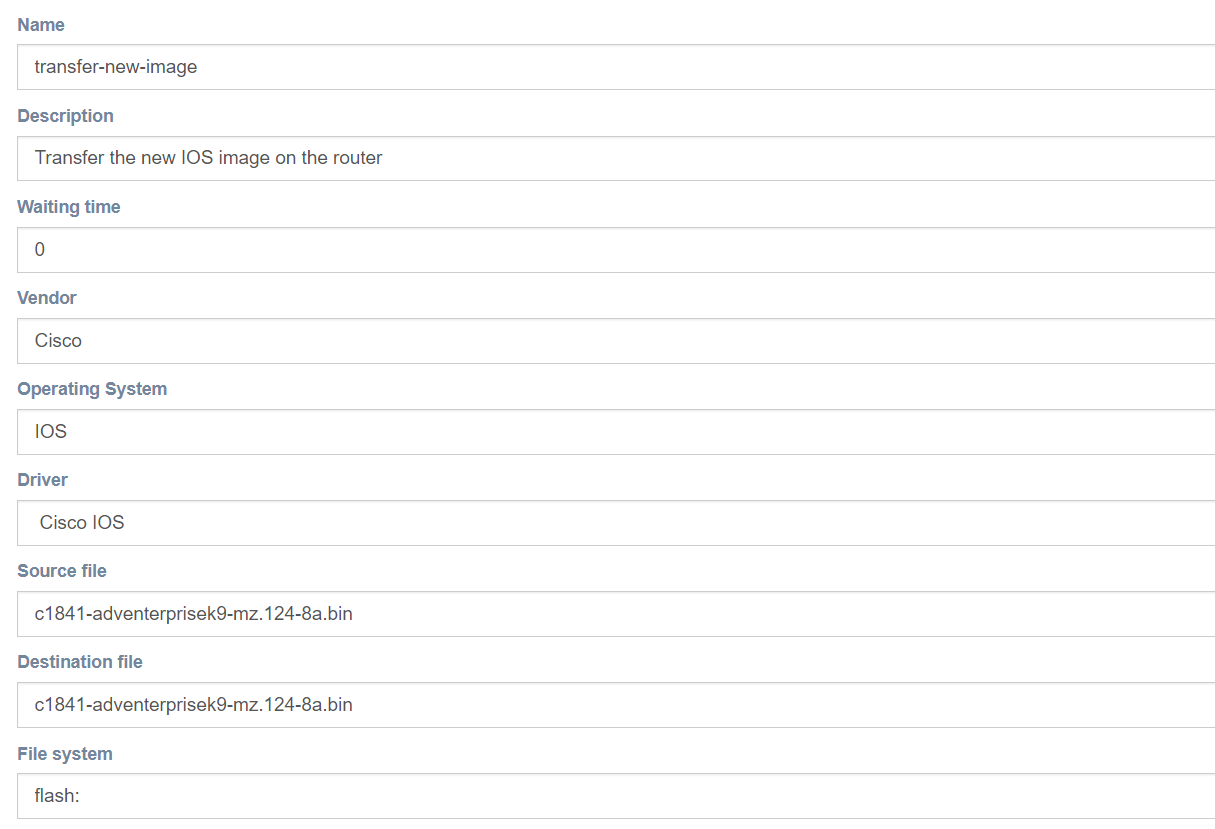 Name
transfer-new-image
Description
Transfer the new IOS image on the router
Waiting time
0
Vendor
Cisco
Operating System
IOS
Driver
Cisco IOS
Source file
c1841-adventerprisek9-mz.124-8a.bin
Destination file
c1841-adventerprisek9-mz.124-8a.bin
File system
flash: